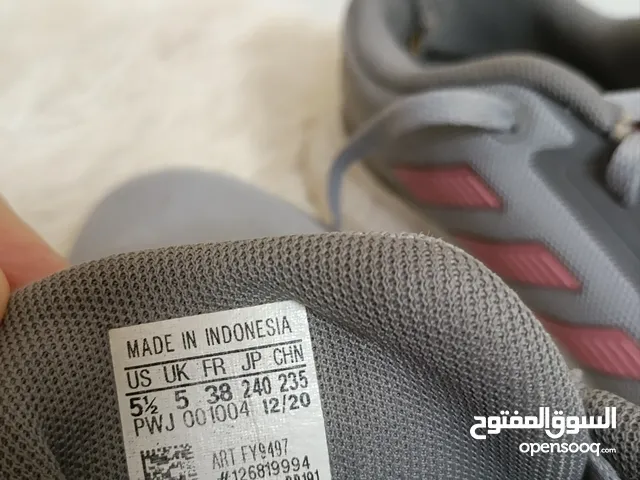 MADE IN INDONESIA
US UK FR JP CHN
5½ 5 38 240 235
PWJ 001004 12/20
ART FY9497
#126819994
السوق المفتوح
opensooq.com